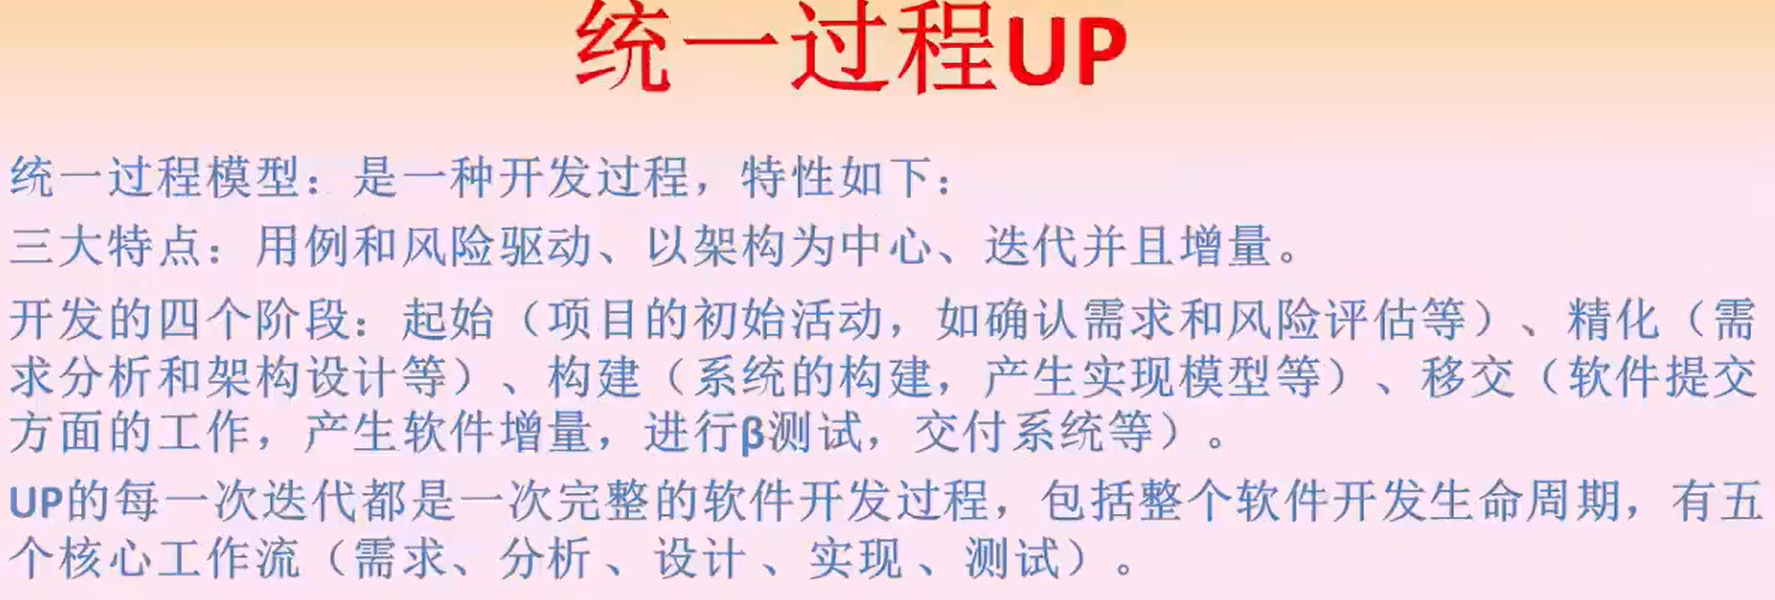 统一过程UP
统一过程模型：是一种开发过程，特性如下：
三大特点：用例和风险驱动、以架构为中心、迭代并且增量。
开发的四个阶段：起始（项目的初始活动，如确认需求和风险评估等）、精化（需
求分析和架构设计等）、构建（系统的构建，产生实现模型等）、移交（软件提交
方面的工作，产生软件增量，进行β测试，交付系统等）。
UP的每一次迭代都是一次完整的软件开发过程，包括整个软件开发生命周期，有五
个核心工作流（需求、分析、设计、实现、测试）。